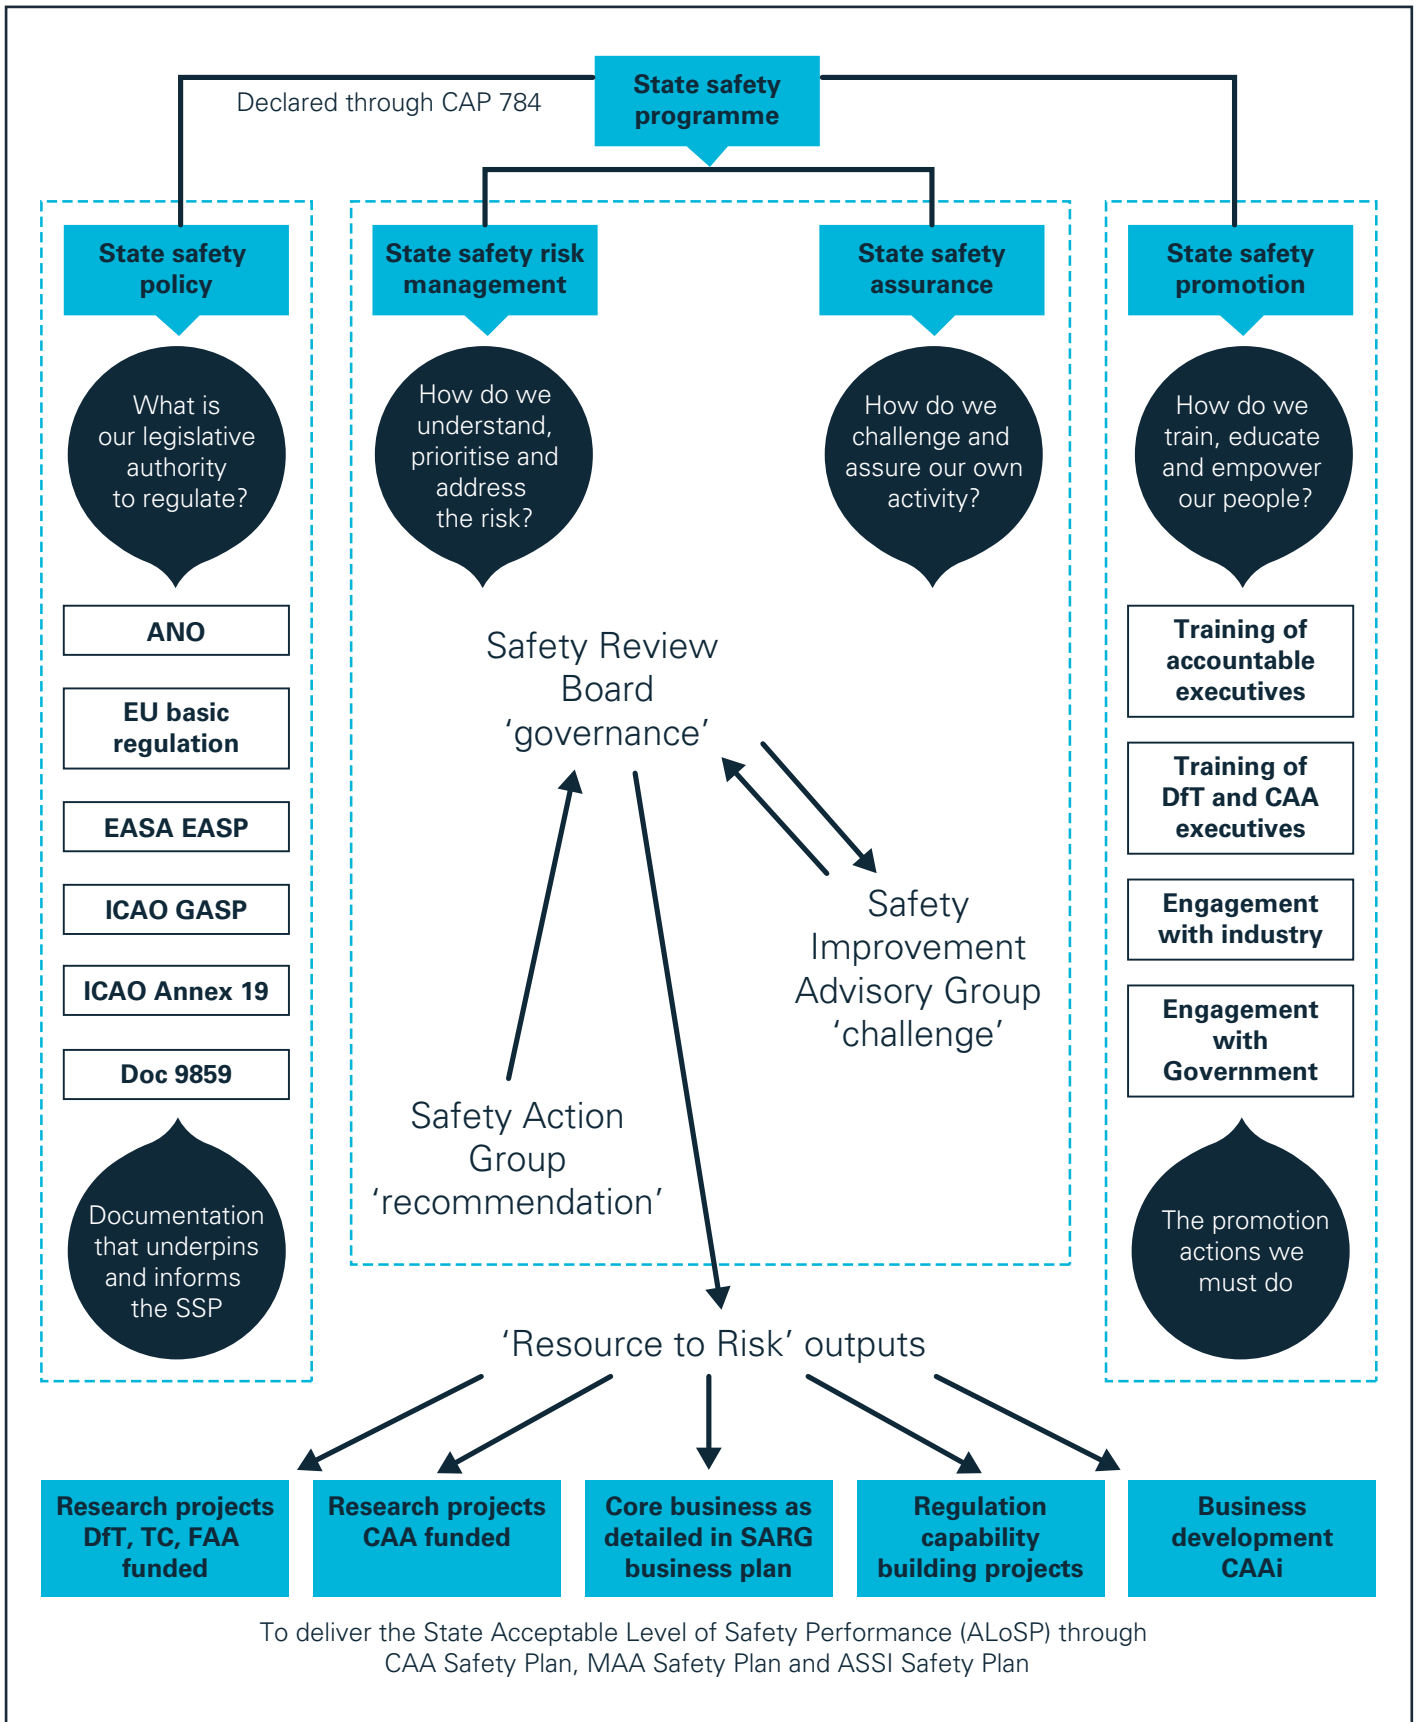 State safety
programme
Declared through CAP 784
State safety
policy
What is
our legislative
authority
to regulate?
ANO
EU basic
regulation
EASA EASP
ICAO GASP
ICAO Annex 19
Doc 9859
Documentation
that underpins
and informs
the SSP
State safety risk
management
How do we
understand,
prioritise and
address
the risk?
State safety
assurance
How do we
challenge and
assure our own
activity?
Safety Review
Board
‘governance’
Safety
Improvement
Advisory Group
‘challenge’
Safety Action
Group
‘recommendation’
State safety
promotion
How do we
train, educate
and empower
our people?
Training of
accountable
executives
Training of
DfT and CAA
executives
Engagement
with industry
Engagement
with
Government
The promotion
actions we
must do
‘Resource to Risk’ outputs
Research projects
DfT, TC, FAA
funded
Research projects
CAA funded
Core business as
detailed in SARG
business plan
Regulation
capability
building projects
Business
development
CAAi
To deliver the State Acceptable Level of Safety Performance (ALoSP) through
CAA Safety Plan, MAA Safety Plan and ASSI Safety Plan